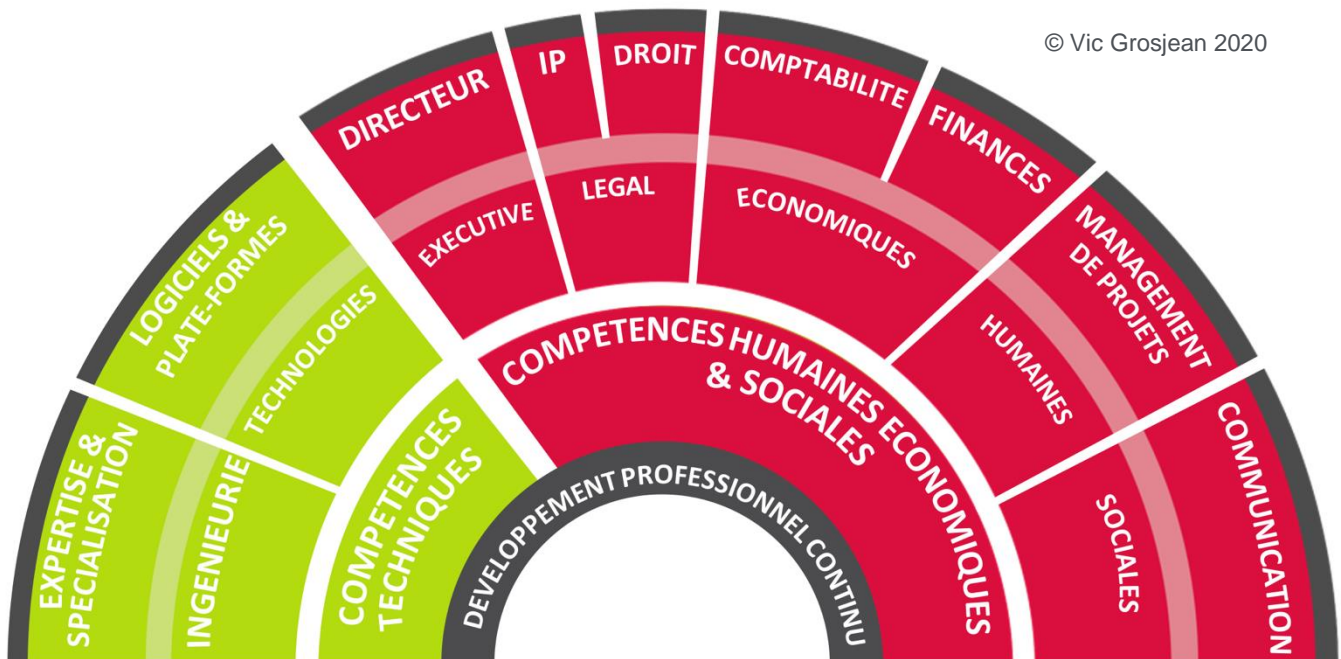 © Vic Grosjean 2020
EXPERTISE &
SPECIALISATION
LOGICIELS &
PLATE-FORMES
DIRECTEUR
IP
DROIT
COMPTABILITE
FINANCES
MANAGEMENT
DE PROJETS
COMMUNICATION
INGENIEURIE
TECHNOLOGIES
EXECUTIVE
LEGAL
ECONOMIQUES
HUMAINES
SOCIALES
COMPETENCES
TECHNIQUES
COMPETENCES HUMAINES ECONOMIQUES
& SOCIALES
DEVELOPPEMENT PROFESSIONNEL CONTINU